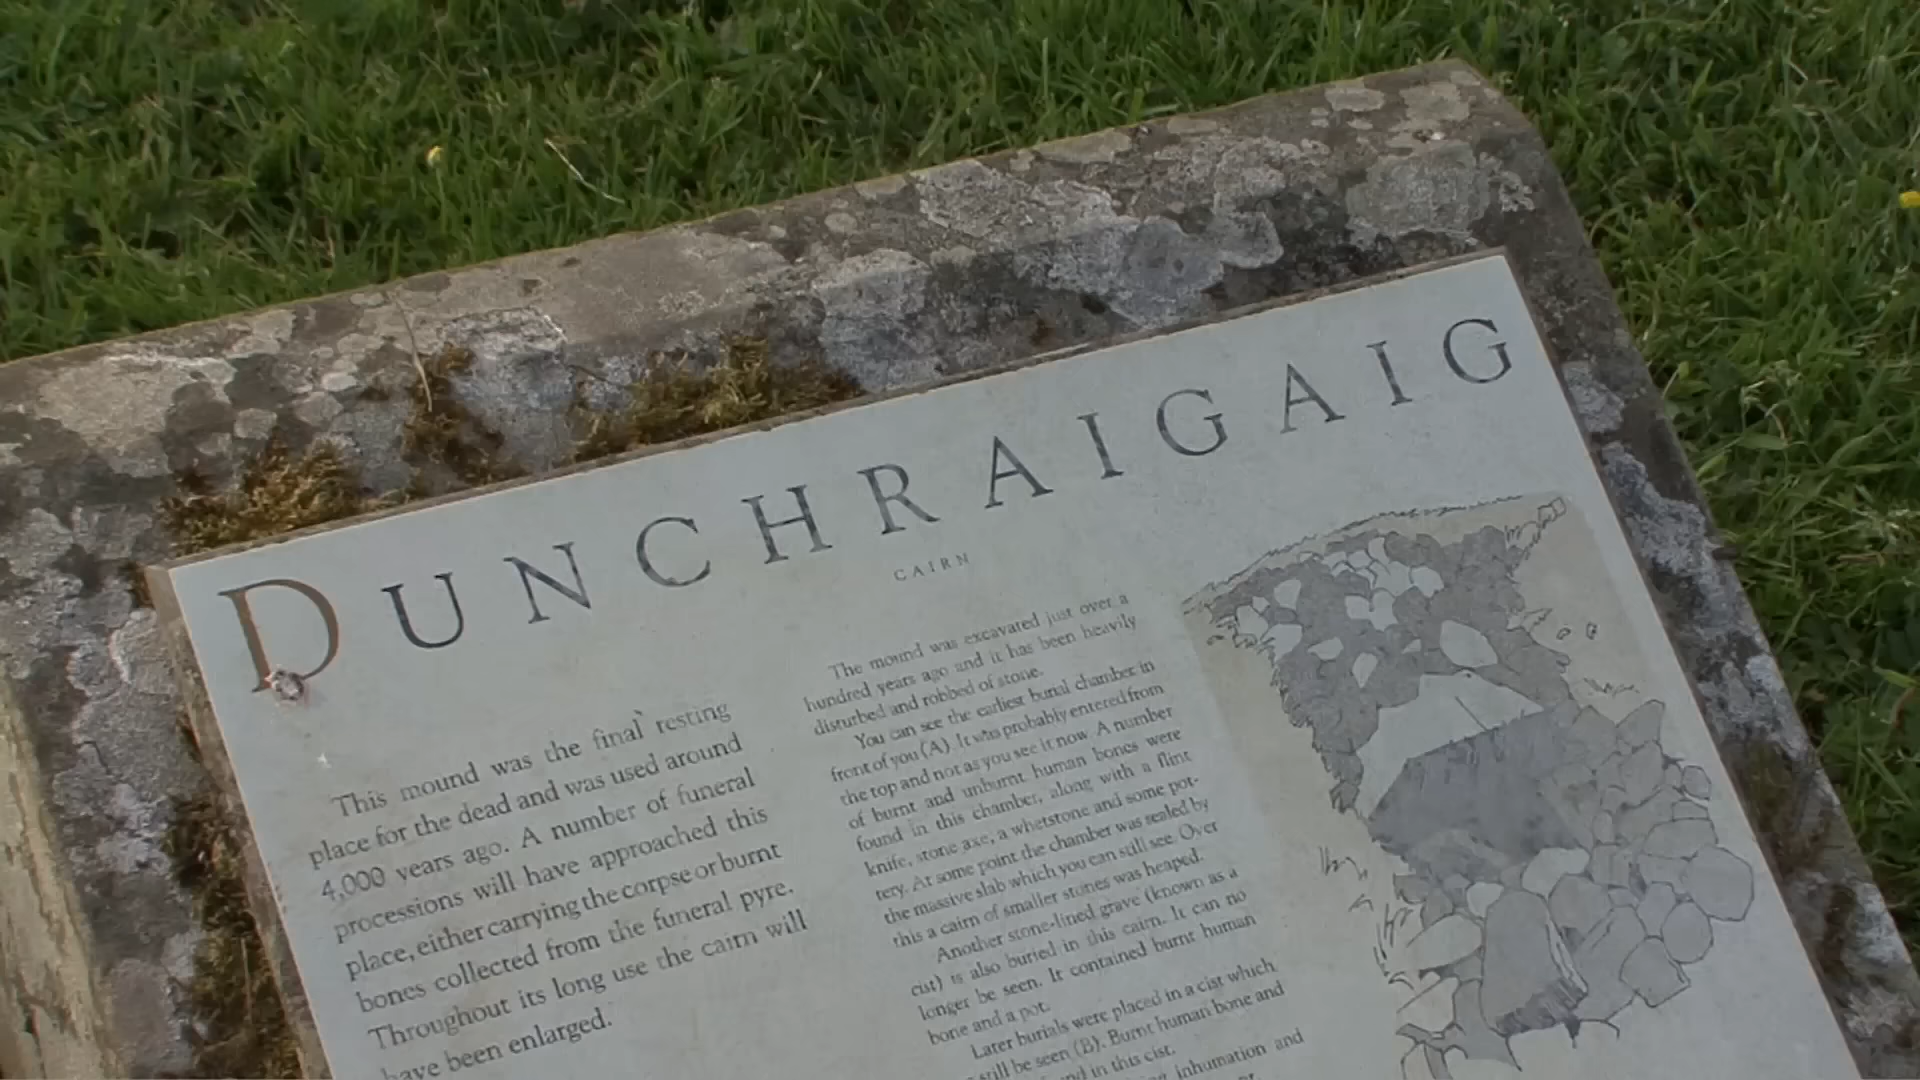 DUNCHRAIGAIG
CAIRN
This mound was the final resting
place for the dead and was used around
4,000 years ago. A number of funeral
processions will have approached this
place, either carrying the corpse or burnt
bones collected from the funeral pyre.
Throughout its long use the cairn will
have been enlarged.
The mound was excavated just over a
hundred years ago and it has been heavily
disturbed and robbed of stone.
You can see the earliest burial chamber in
front of you (A). It was probably entered from
the top and not as you see it now. A number
of burnt and unburnt human bones were
found in this chamber, along with a flint
knife, stone axe, a whetstone and some pot-
tery. At some point the chamber was sealed by
the massive slab which you can still see. Over
this a cairn of smaller stones was heaped.
Another stone-lined grave (known as a
cist) is also buried in this cairn. It can no
longer be seen. It contained burnt human
bone and a pot.
Later burials were placed in a cist which
still be seen (B). Burnt human bone and
in this cist.
inhumation and